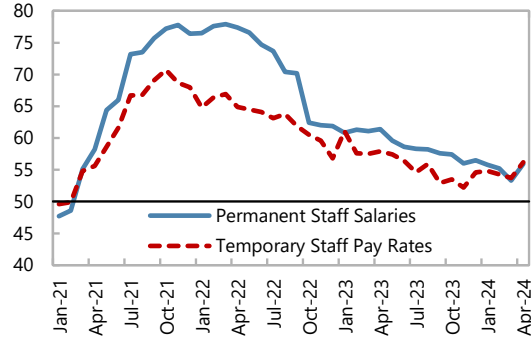 80
75
70
65
60
55
50
45
40
Permanent Staff Salaries
Temporary Staff Pay Rates
Jan-21
Apr-21
Jul-21
Oct-21
Jan-22
Apr-22
Jul-22
Oct-22
Jan-23
Apr-23
Jul-23
Oct-23
Jan-24
Apr-24